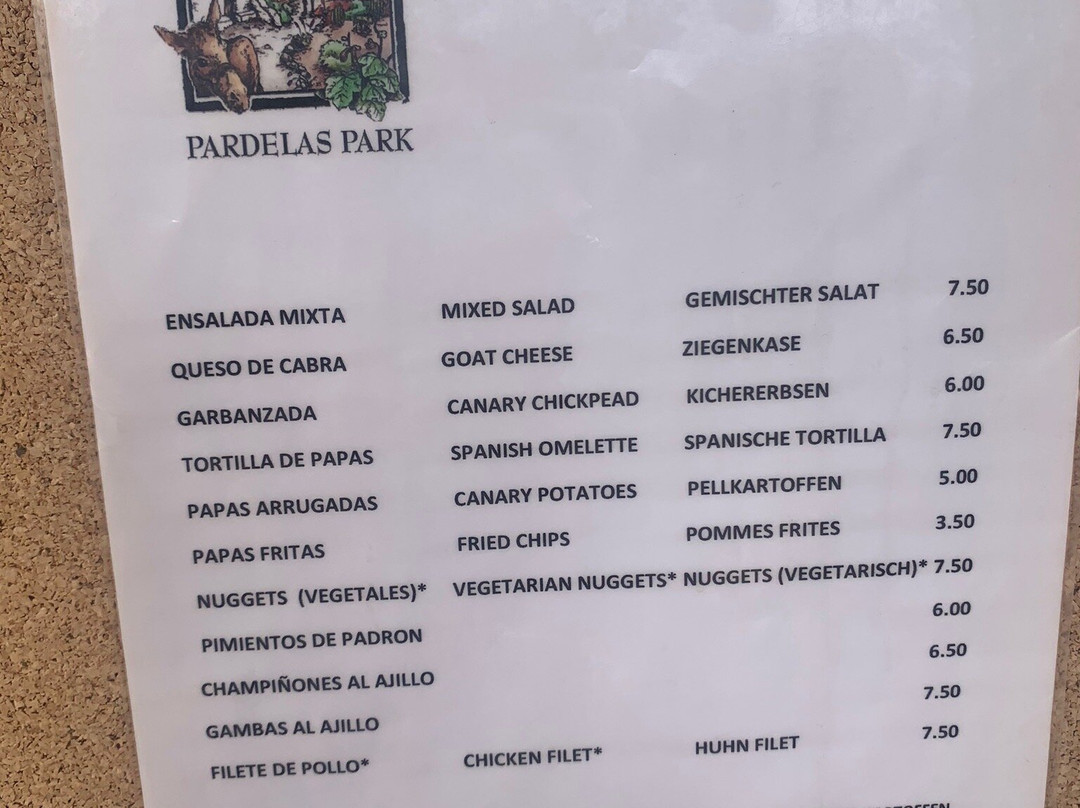 PARDELAS PARK
ENSALADA MIXTA MIXED SALAD GEMISCHTER SALAT 7.50
QUESO DE CABRA GOAT CHEESE ZIEGENKASE 6.50
GARBANZADA CANARY CHICKPEAD KICHERERBSEN 6.00
TORTILLA DE PAPAS SPANISH OMELETTE SPANISCHE TORTILLA 7.50
PAPAS ARRUGADAS CANARY POTATOES PELLKARTOFFEN 5.00
PAPAS FRITAS FRIED CHIPS POMMES FRITES 3.50
NUGGETS (VEGETALES)* VEGETARIAN NUGGETS* NUGGETS (VEGETARISCH)* 7.50
PIMIENTOS DE PADRON 6.00
CHAMPIÑONES AL AJILLO 6.50
GAMBAS AL AJILLO 7.50
FILETE DE POLLO* CHICKEN FILET* HUHN FILET 7.50